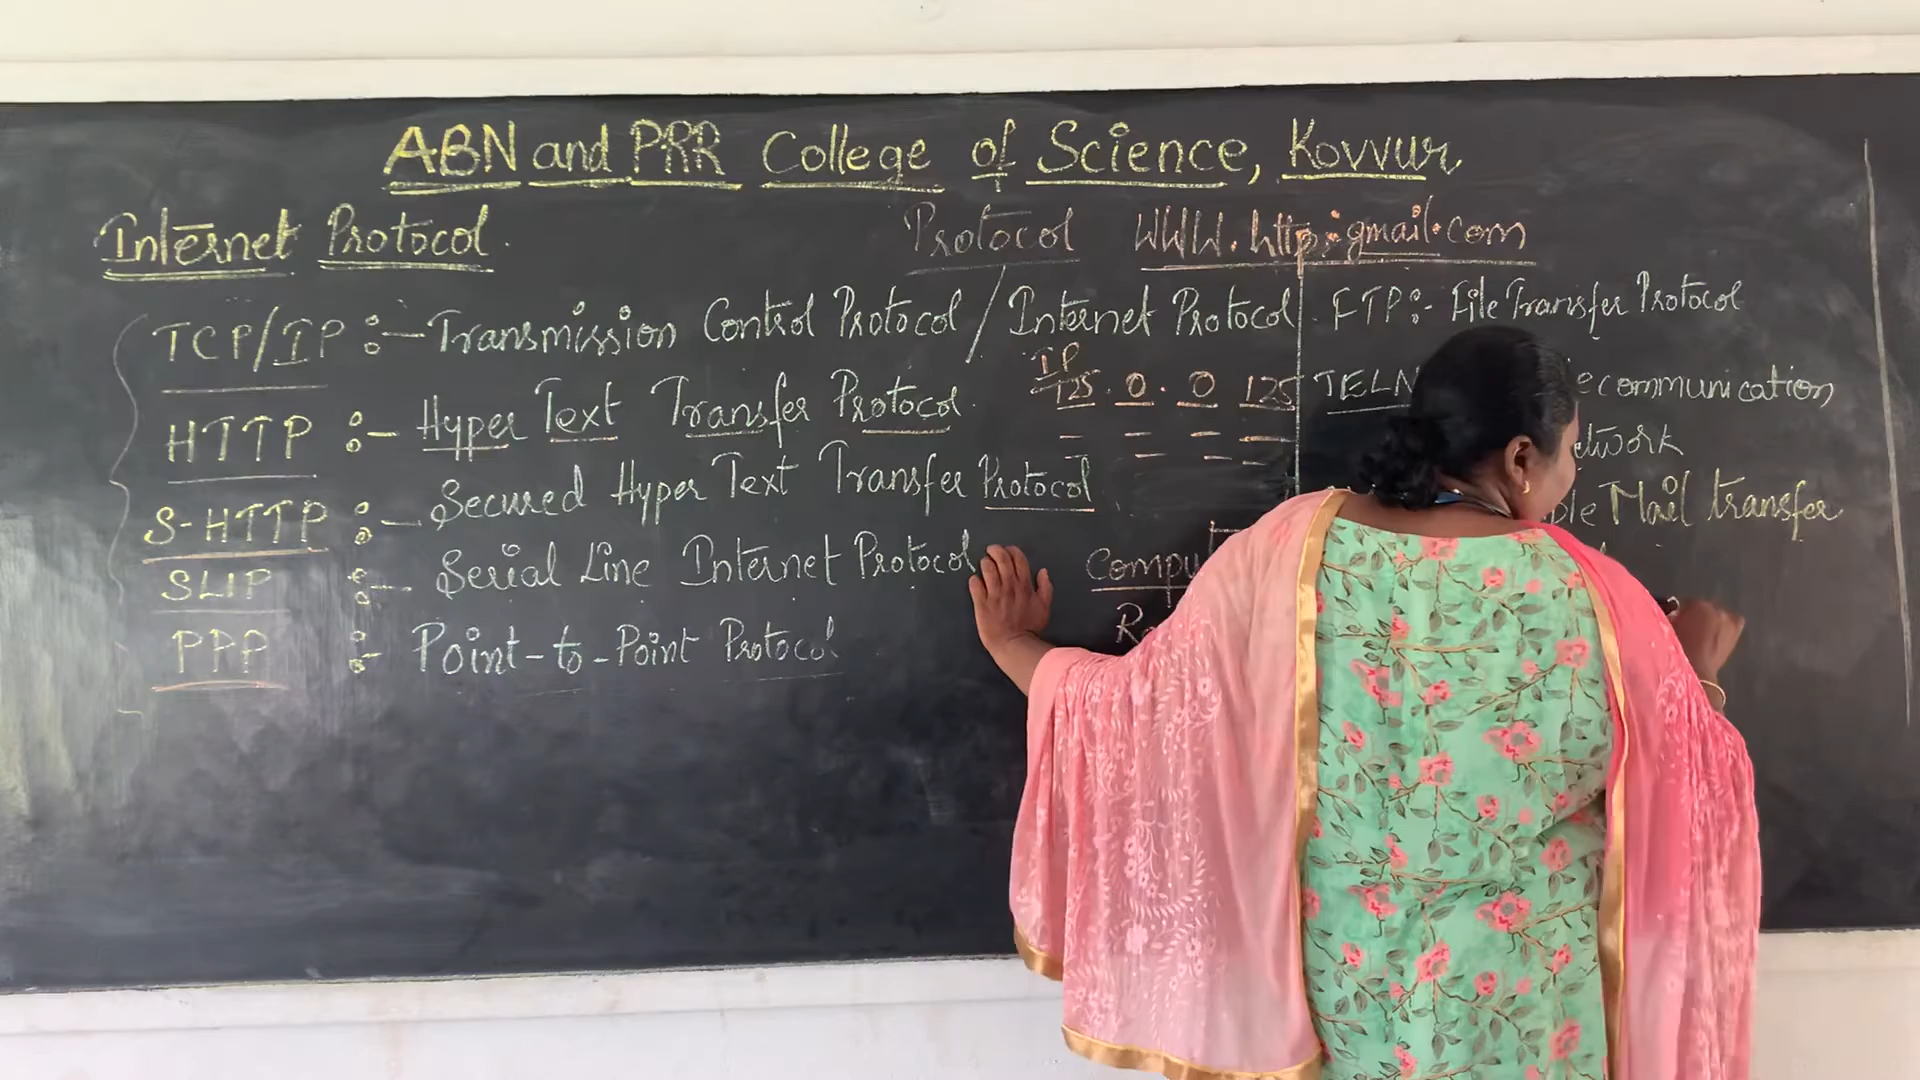 ABN and PRR College of Science, Kovvur
Internet Protocol.
Protocol WWW.http:gmail.com
TCP/IP :- Transmission Control Protocol / Internet Protocol
HTTP :- Hyper Text Transfer Protocol.
S-HTTP :- Secured Hyper Text Transfer Protocol
SLIP :- Serial Line Internet Protocol
PPP :- Point-to-Point Protocol
IP
125 . 0 . 0 125
FTP:- File Transfer Protocol
Mail transfer